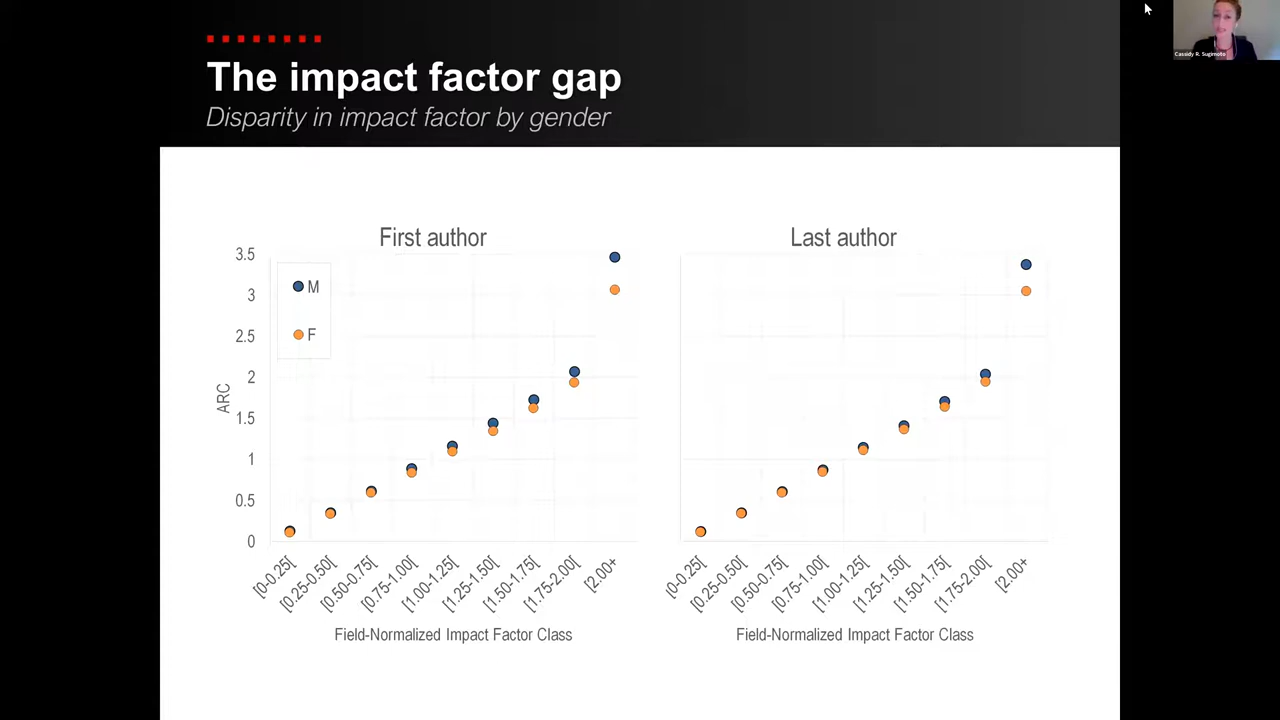 Cassidy R. Sugimoto
The impact factor gap
Disparity in impact factor by gender
First author
Last author
3.5
3
2.5
2
1.5
1
0.5
0
M
F
ARC
[0-0.25[
[0.25-0.50[
[0.50-0.75[
[0.75-1.00[
[1.00-1.25[
[1.25-1.50[
[1.50-1.75[
[1.75-2.00[
[2.00+
[0-0.25[
[0.25-0.50[
[0.50-0.75[
[0.75-1.00[
[1.00-1.25[
[1.25-1.50[
[1.50-1.75[
[1.75-2.00[
[2.00+
Field-Normalized Impact Factor Class
Field-Normalized Impact Factor Class